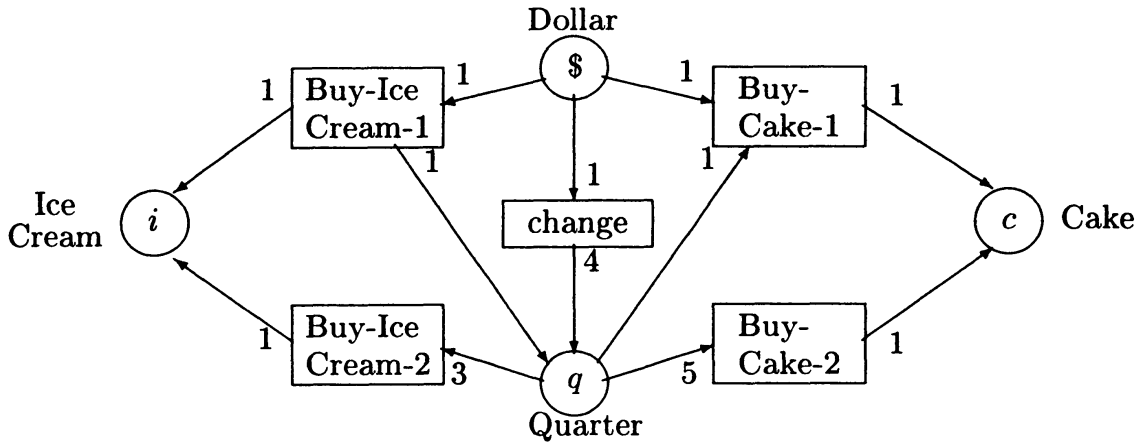 Dollar
$
1
1
1
1
Buy-Ice
Cream-1
Buy-
Cake-1
1
1
1
Ice
Cream
i
change
c
Cake
4
1
Buy-Ice
Cream-2
3
q
5
Buy-
Cake-2
1
Quarter